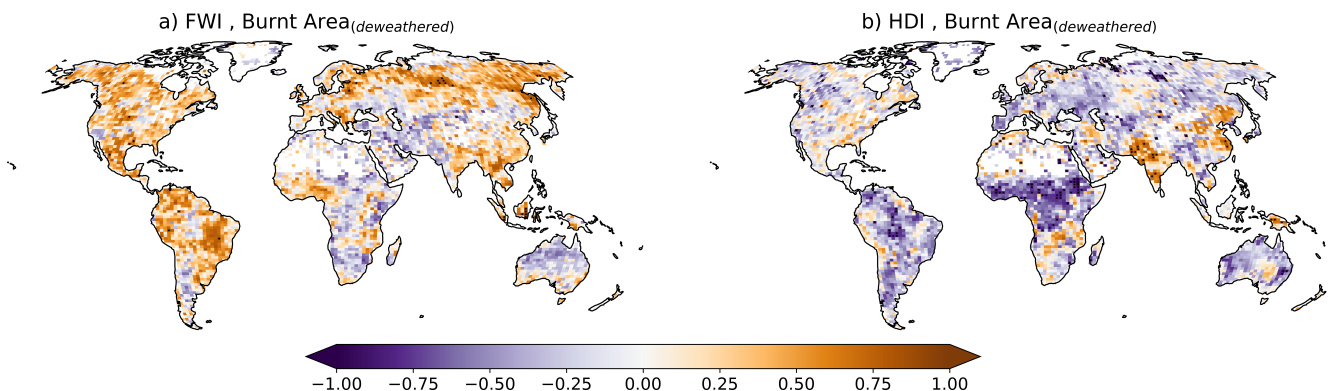 a) FWI , Burnt Area(deweathered)
b) HDI , Burnt Area(deweathered)
−1.00 −0.75 −0.50 −0.25 0.00 0.25 0.50 0.75 1.00